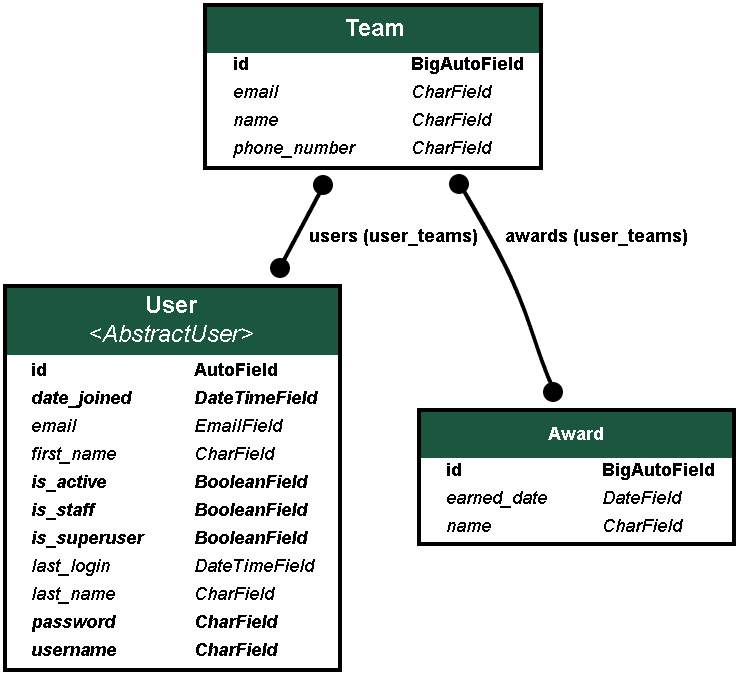 Team
id BigAutoField
email CharField
name CharField
phone_number CharField
users (user_teams) awards (user_teams)
User
<AbstractUser>
id AutoField
date_joined DateTimeField
email EmailField
first_name CharField
is_active BooleanField
is_staff BooleanField
is_superuser BooleanField
last_login DateTimeField
last_name CharField
password CharField
username CharField
Award
id BigAutoField
earned_date DateField
name CharField